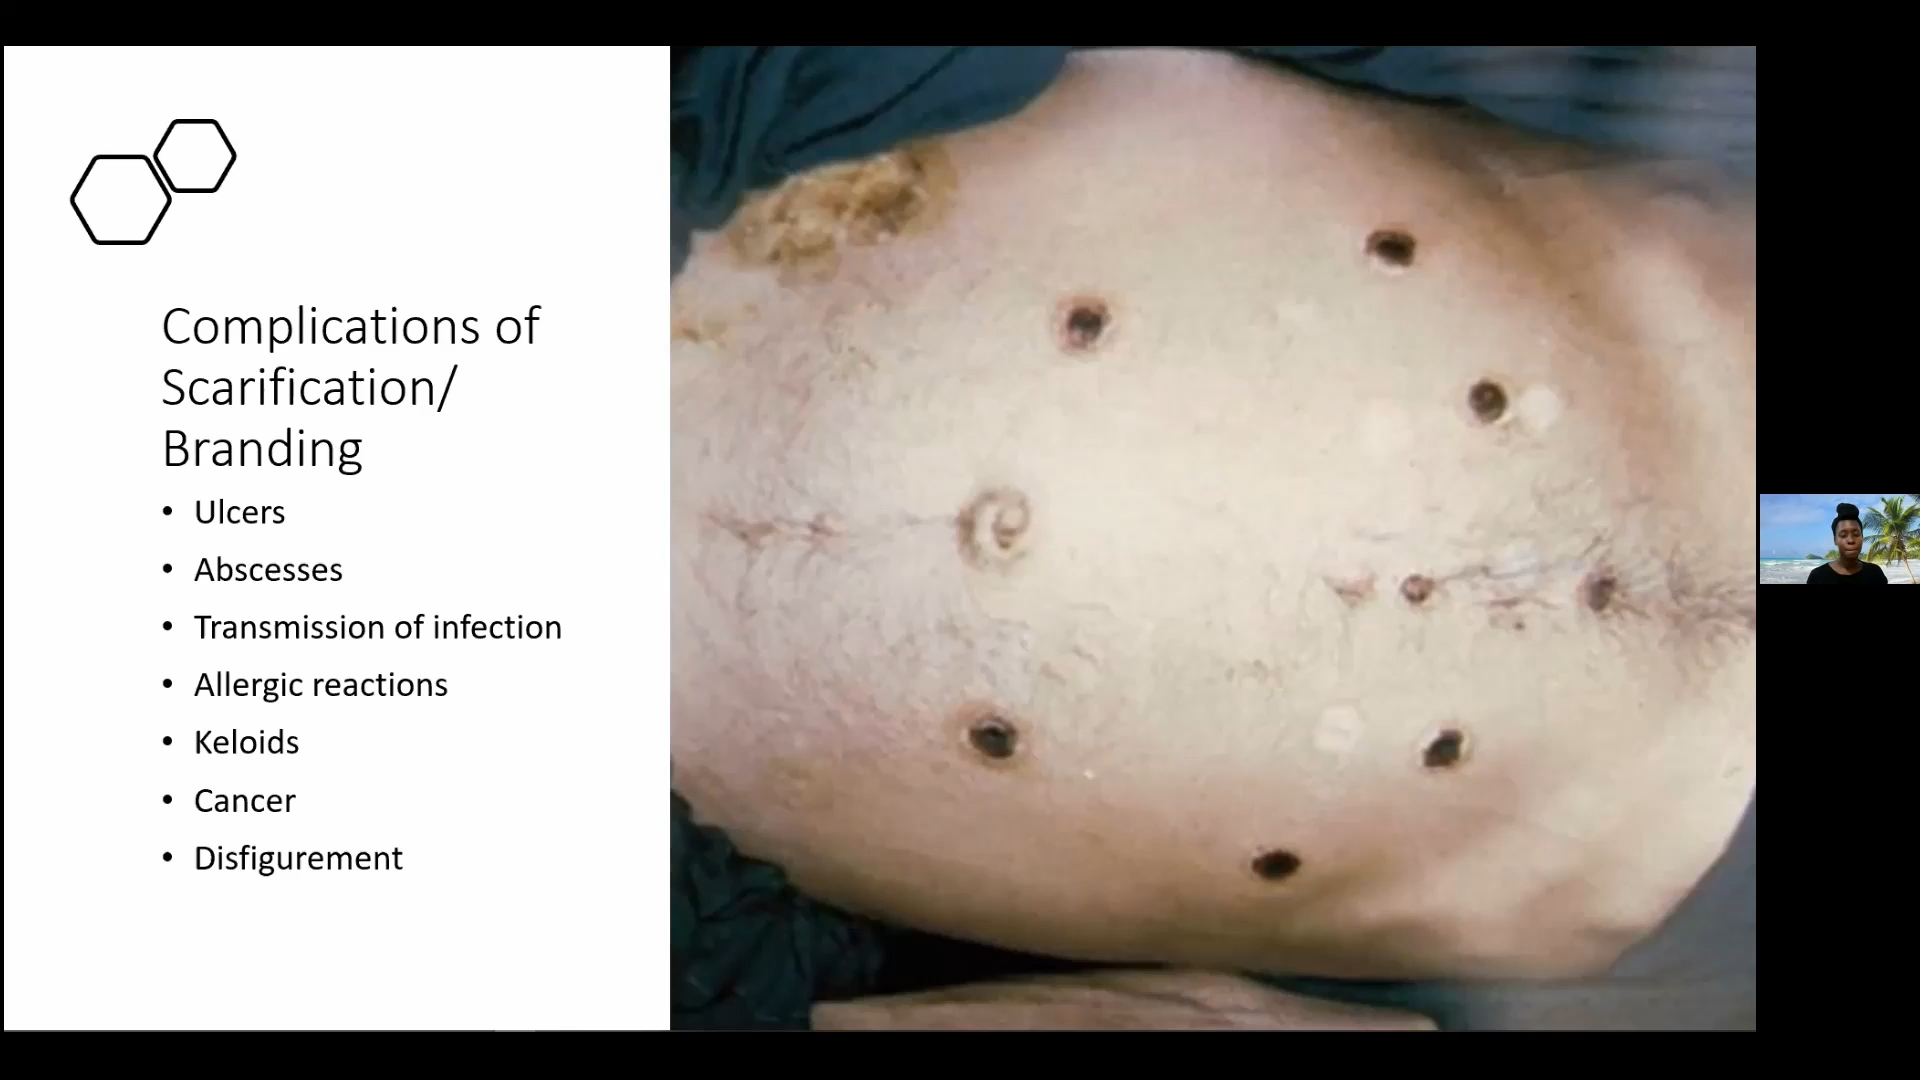 Complications of
Scarification/
Branding
• Ulcers
• Abscesses
• Transmission of infection
• Allergic reactions
• Keloids
• Cancer
• Disfigurement